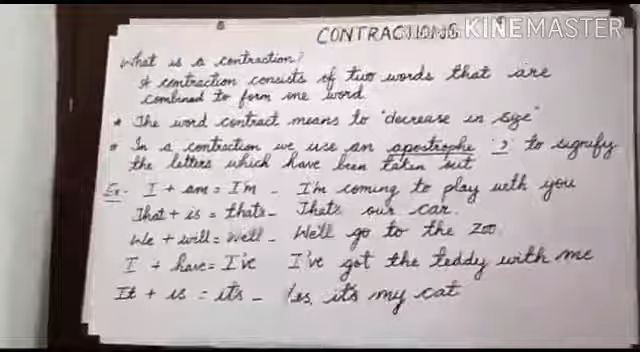 CONTRACTIONS
KINEMASTER
What is a contraction?
A contraction consists of two words that are
combined to form one word.
* The word contract means to "decrease in size"
* In a contraction we use an apostrophe ' to signify
the letters which have been taken out
Ex. I + am = I'm - I'm coming to play with you
That + is = that's - That's our car.
We + will = We'll - We'll go to the zoo.
I + have = I've I've got the teddy with me
It + is = it's - Yes, it's my cat